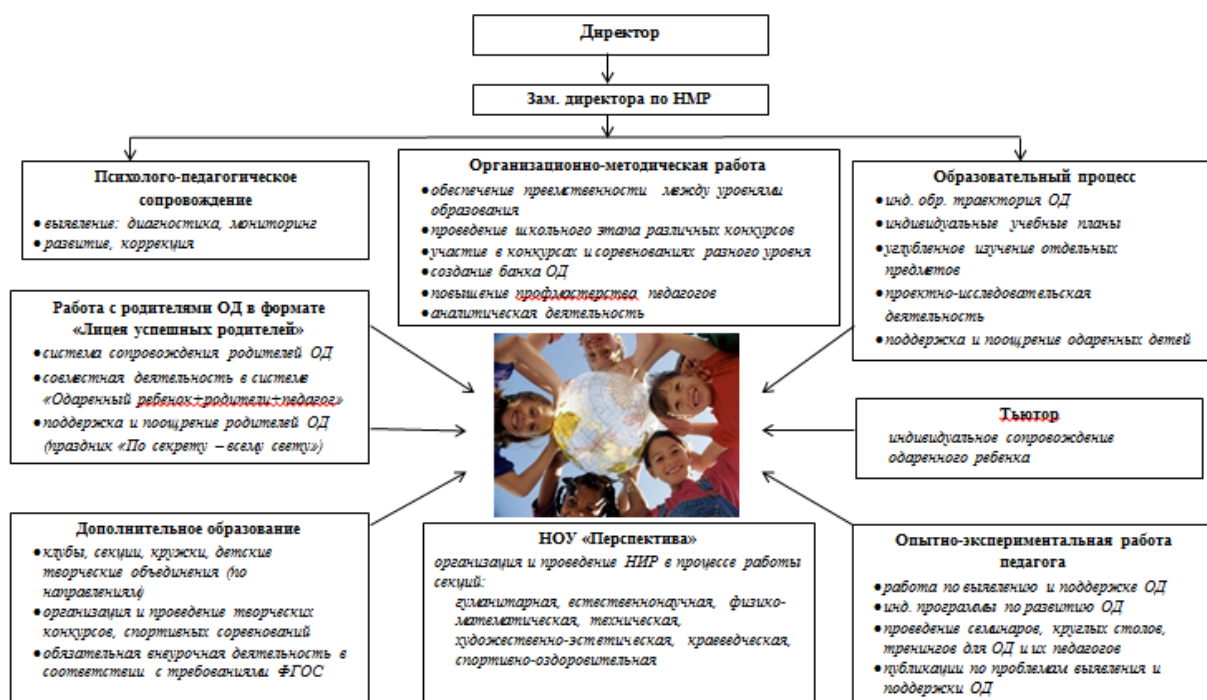 Директор
Зам. директора по НМР
Психолого-педагогическое
сопровождение
• выявление: диагностика, мониторинг
• развитие, коррекция
Организационно-методическая работа
• обеспечение преемственности между уровнями
образования
• проведение школьного этапа различных конкурсов
• участие в конкурсах и соревнованиях разного уровня
• создание банка ОД
• повышение профмастерства педагогов
• аналитическая деятельность
Образовательный процесс
• инд. обр. траектория ОД
• индивидуальные учебные планы
• углубленное изучение отдельных
предметов
• проектно-исследовательская
деятельность
• поддержка и поощрение одаренных детей
Работа с родителями ОД в формате
«Лицея успешных родителей»
• система сопровождения родителей ОД
• совместная деятельность в системе
«Одаренный ребенок+родители+педагог»
• поддержка и поощрение родителей ОД
(праздник «По секрету – всему свету»)
Тьютор
индивидуальное сопровождение
одаренного ребенка
Дополнительное образование
• клубы, секции, кружки, детские
творческие объединения (по
направлениям)
• организация и проведение творческих
конкурсов, спортивных соревнований
• обязательная внеурочная деятельность в
соответствии с требованиями ФГОС
НОУ «Перспектива»
организация и проведение НИР в процессе работы
секций:
гуманитарная, естественнонаучная, физико-
математическая, техническая,
художественно-эстетическая, краеведческая,
спортивно-оздоровительная
Опытно-экспериментальная работа
педагога
• работа по выявлению и поддержке ОД
• инд. программы по развитию ОД
• проведение семинаров, круглых столов,
тренингов для ОД и их педагогов
• публикации по проблемам выявления и
поддержки ОД